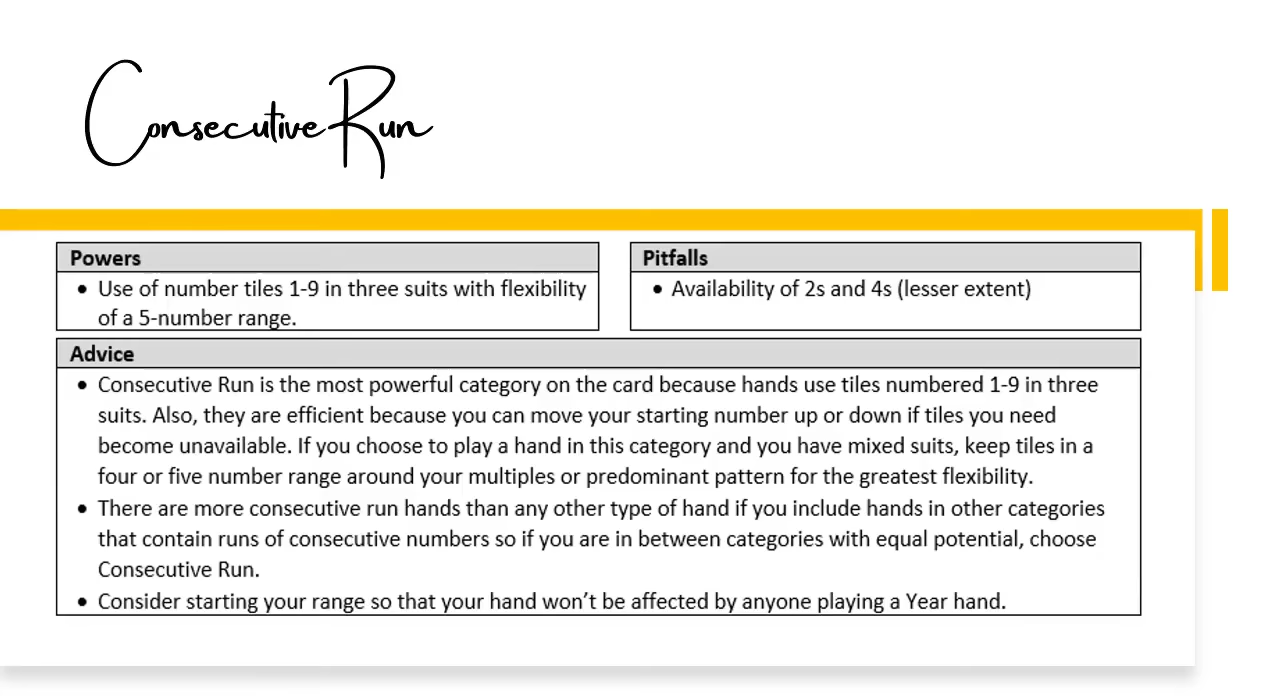 Consecutive Run
Powers
• Use of number tiles 1-9 in three suits with flexibility
of a 5-number range.
Pitfalls
• Availability of 2s and 4s (lesser extent)
Advice
• Consecutive Run is the most powerful category on the card because hands use tiles numbered 1-9 in three
suits. Also, they are efficient because you can move your starting number up or down if tiles you need
become unavailable. If you choose to play a hand in this category and you have mixed suits, keep tiles in a
four or five number range around your multiples or predominant pattern for the greatest flexibility.
• There are more consecutive run hands than any other type of hand if you include hands in other categories
that contain runs of consecutive numbers so if you are in between categories with equal potential, choose
Consecutive Run.
• Consider starting your range so that your hand won’t be affected by anyone playing a Year hand.